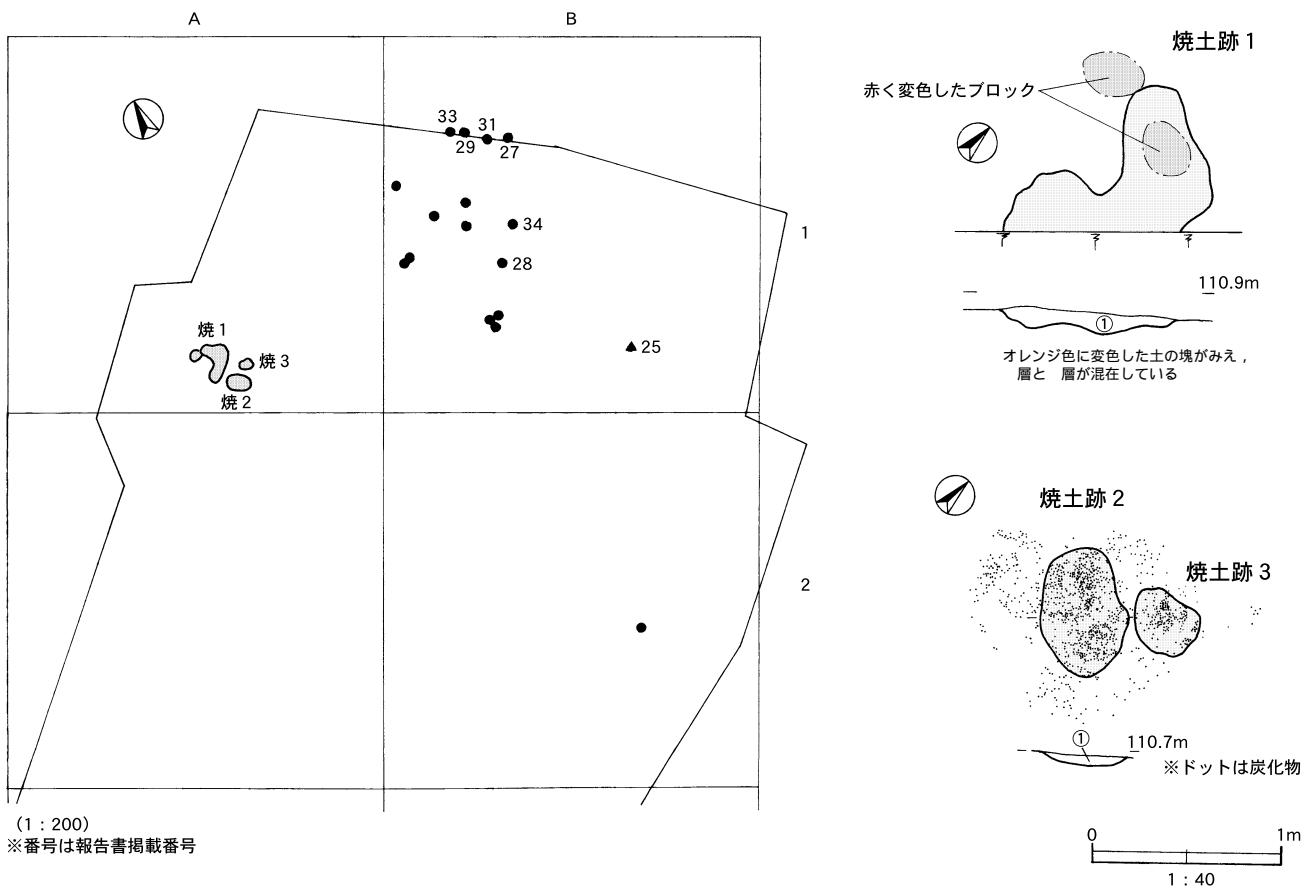 A
B
33
31
29
27
34
28
25
1
2
焼1
焼3
焼2
(1：200)
※番号は報告書掲載番号
焼土跡1
赤く変色したブロック
110.9m
①
オレンジ色に変色した土の塊がみえ，
層と　層が混在している
焼土跡2
焼土跡3
①
110.7m
※ドットは炭化物
0
1m
1：40